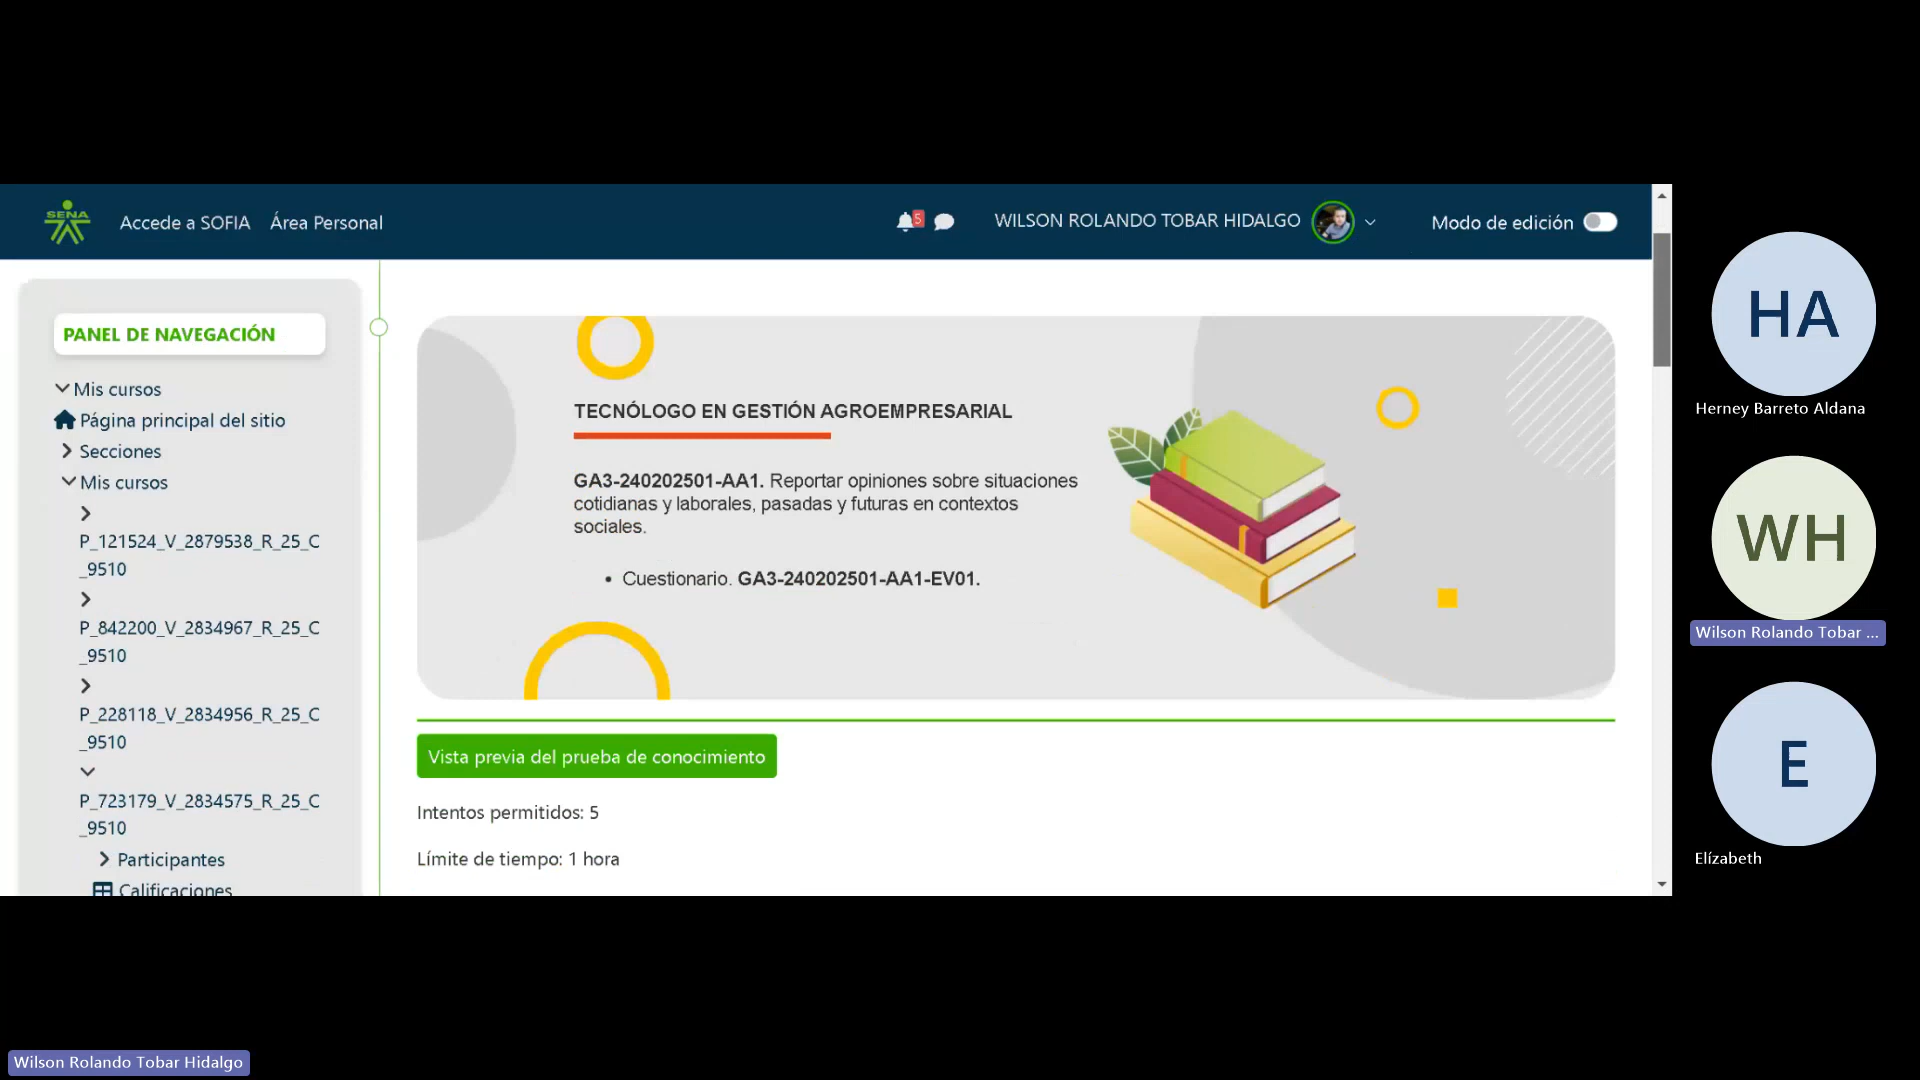 SENA
Accede a SOFIA
Área Personal
5
WILSON ROLANDO TOBAR HIDALGO
Modo de edición
PANEL DE NAVEGACIÓN
Mis cursos
Página principal del sitio
Secciones
Mis cursos
P_121524_V_2879538_R_25_C
_9510
P_842200_V_2834967_R_25_C
_9510
P_228118_V_2834956_R_25_C
_9510
P_723179_V_2834575_R_25_C
_9510
Participantes
Calificaciones
TECNÓLOGO EN GESTIÓN AGROEMPRESARIAL
GA3-240202501-AA1. Reportar opiniones sobre situaciones
cotidianas y laborales, pasadas y futuras en contextos
sociales.
• Cuestionario. GA3-240202501-AA1-EV01.
Vista previa del prueba de conocimiento
Intentos permitidos: 5
Límite de tiempo: 1 hora
HA
Herney Barreto Aldana
WH
Wilson Rolando Tobar ...
E
Elízabeth
Wilson Rolando Tobar Hidalgo